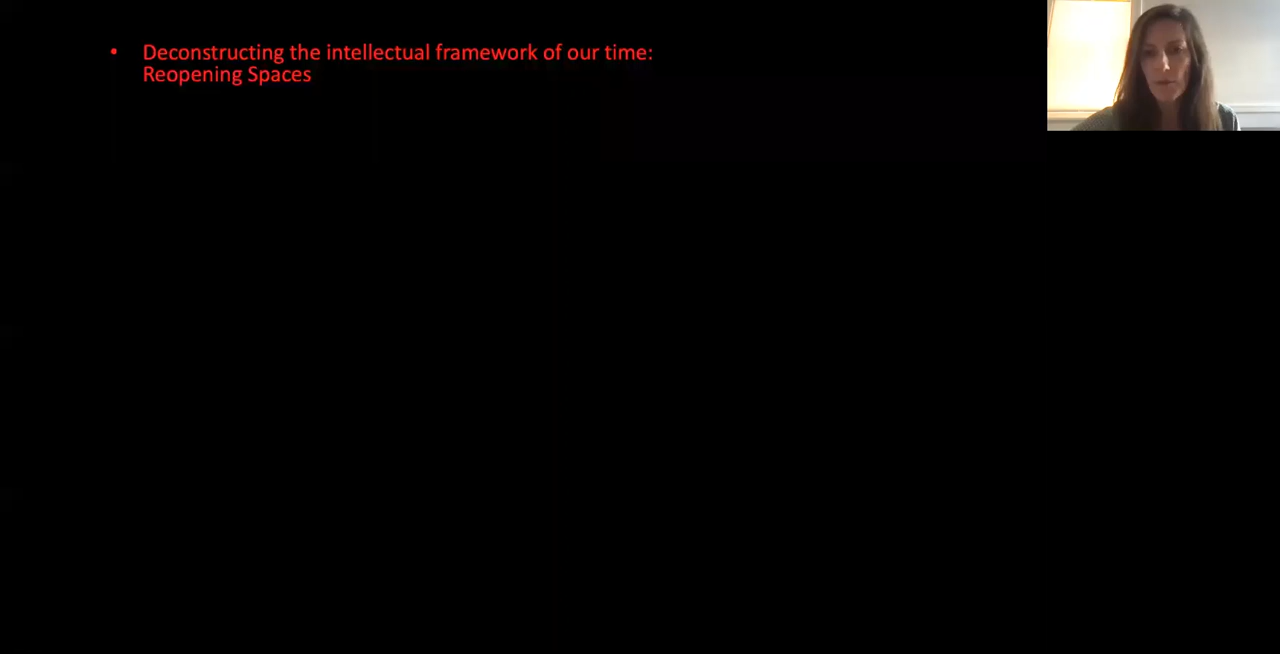 • Deconstructing the intellectual framework of our time:
Reopening Spaces